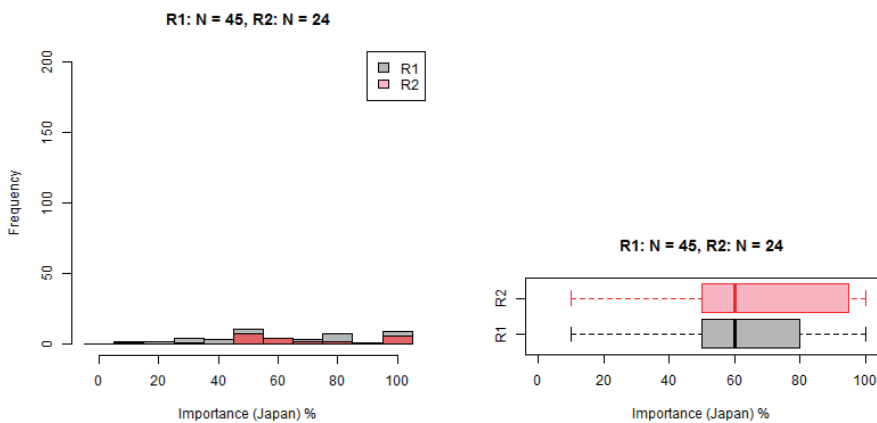 R1: N = 45, R2: N = 24
R1
R2
200
150
100
50
0
Frequency
0 20 40 60 80 100
Importance (Japan) %
R1: N = 45, R2: N = 24
R2
R1
0 20 40 60 80 100
Importance (Japan) %